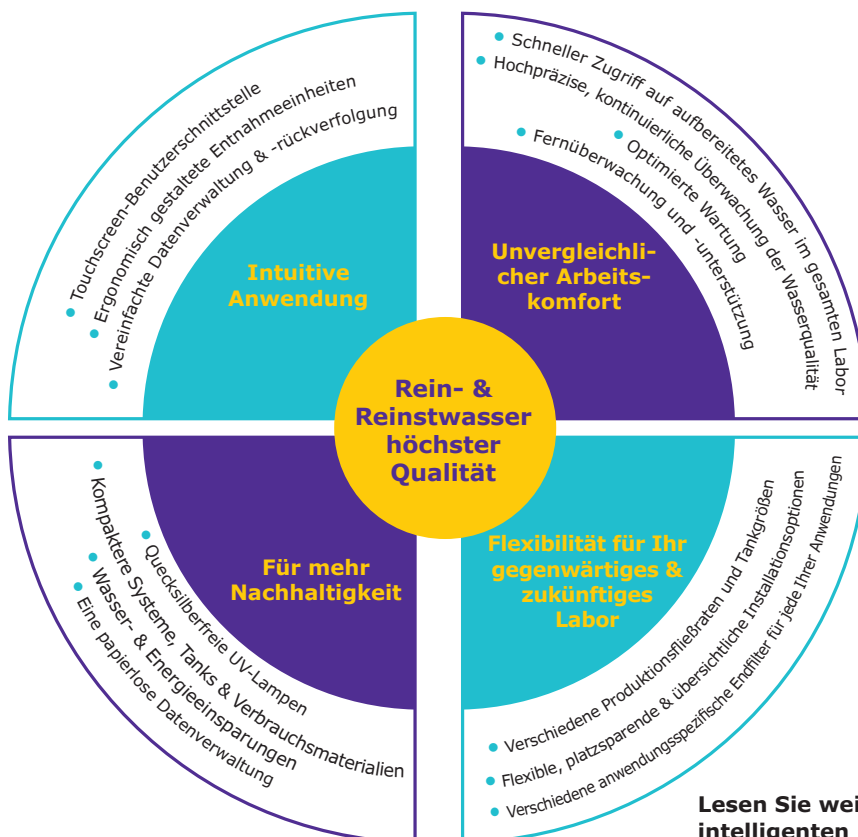 Touchscreen-Benutzerschnittstelle
Ergonomisch gestaltete Entnahmeeinheiten
Vereinfachte Datenverwaltung & -rückverfolgung
Intuitive
Anwendung
Schneller Zugriff auf aufbereitetes Wasser im gesamten Labor
Hochpräzise, kontinuierliche Überwachung der Wasserqualität
Optimierte Wartung
Fernüberwachung und -unterstützung
Unvergleichli-
cher Arbeits-
komfort
Rein- &
Reinstwasser
höchster
Qualität
Für mehr
Nachhaltigkeit
Quecksilberfreie UV-Lampen
Kompaktere Systeme, Tanks & Verbrauchsmaterialien
Wasser- & Energieeinsparungen
Eine papierlose Datenverwaltung
Flexibilität für Ihr
gegenwärtiges &
zukünftiges
Labor
Verschiedene Produktionsfließraten und Tankgrößen
Flexible, platzsparende & übersichtliche Installationsoptionen
Verschiedene anwendungsspezifische Endfilter für jede Ihrer Anwendungen
Lesen Sie wei
intelligenten